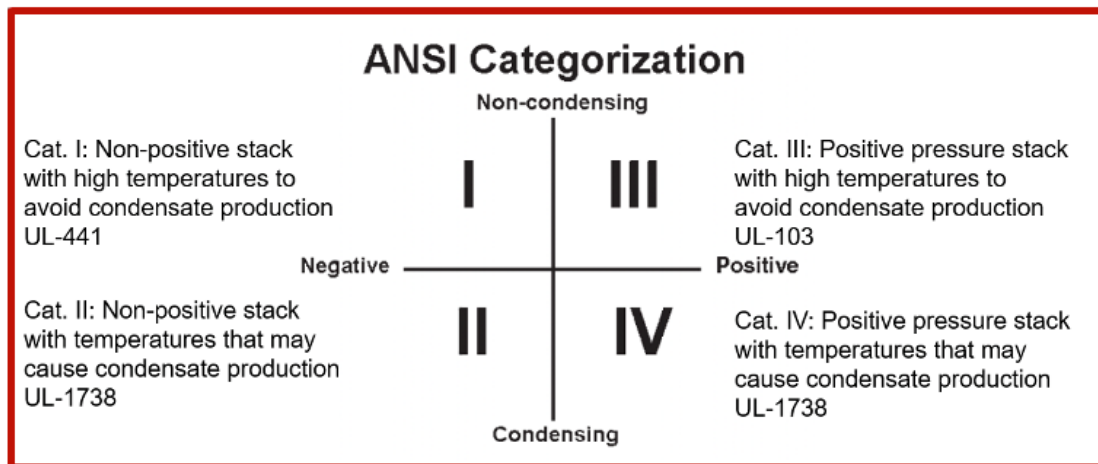 ANSI Categorization
Non-condensing
Cat. I: Non-positive stack
with high temperatures to
avoid condensate production
UL-441
I
III
Cat. III: Positive pressure stack
with high temperatures to
avoid condensate production
UL-103
Negative
Positive
Cat. II: Non-positive stack
with temperatures that may
cause condensate production
UL-1738
II
IV
Cat. IV: Positive pressure stack
with temperatures that may
cause condensate production
UL-1738
Condensing